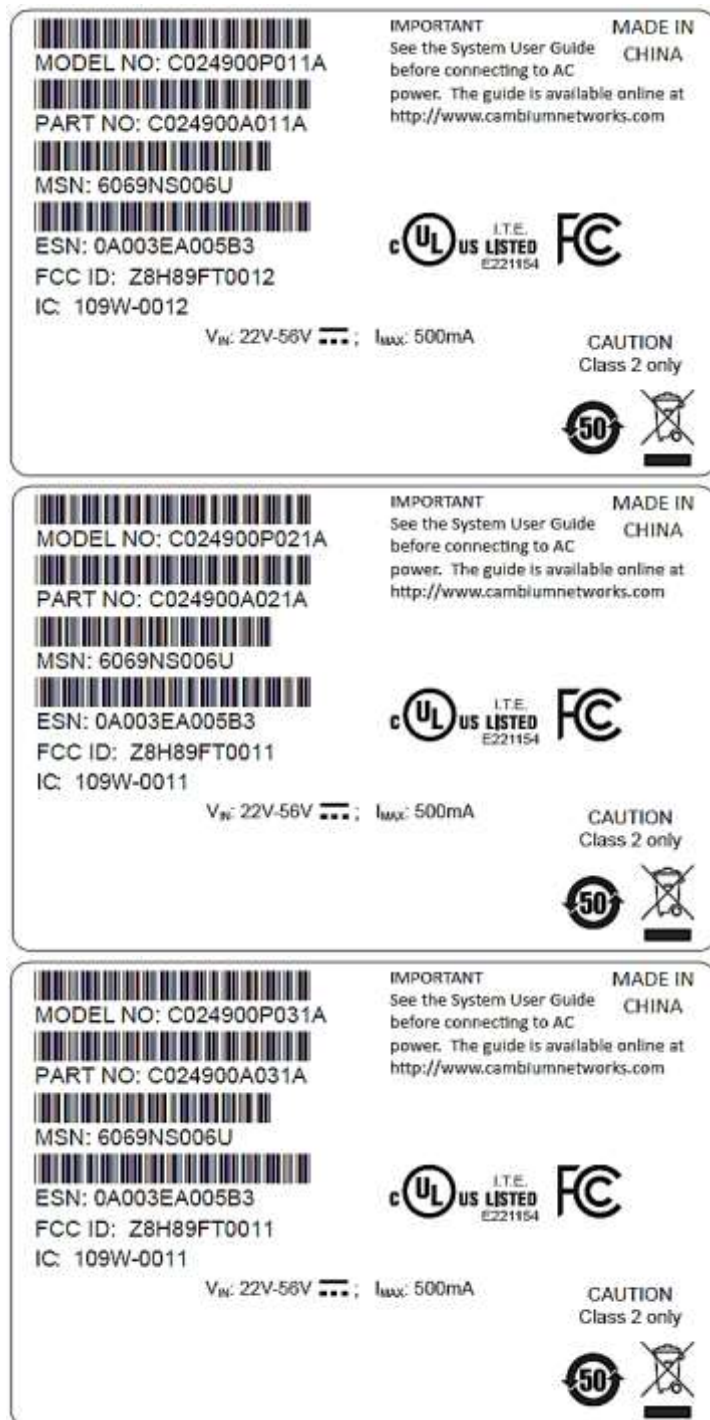 MODEL NO: C024900P011A
PART NO: C024900A011A
MSN: 6069NS006U
ESN: 0A003EA005B3
FCC ID: Z8H89FT0012
IC: 109W-0012
IMPORTANT
See the System User Guide
before connecting to AC
power. The guide is available online at
http://www.cambiumnetworks.com
MADE IN
CHINA
C UL US LISTED
I.T.E.
E221154
FC
VIN: 22V-56V ; IMAX: 500mA
CAUTION
Class 2 only
50
MODEL NO: C024900P021A
PART NO: C024900A021A
MSN: 6069NS006U
ESN: 0A003EA005B3
FCC ID: Z8H89FT0011
IC: 109W-0011
IMPORTANT
See the System User Guide
before connecting to AC
power. The guide is available online at
http://www.cambiumnetworks.com
MADE IN
CHINA
C UL US LISTED
I.T.E.
E221154
FC
VIN: 22V-56V ; IMAX: 500mA
CAUTION
Class 2 only
50
MODEL NO: C024900P031A
PART NO: C024900A031A
MSN: 6069NS006U
ESN: 0A003EA005B3
FCC ID: Z8H89FT0011
IC: 109W-0011
IMPORTANT
See the System User Guide
before connecting to AC
power. The guide is available online at
http://www.cambiumnetworks.com
MADE IN
CHINA
C UL US LISTED
I.T.E.
E221154
FC
VIN: 22V-56V ; IMAX: 500mA
CAUTION
Class 2 only
50